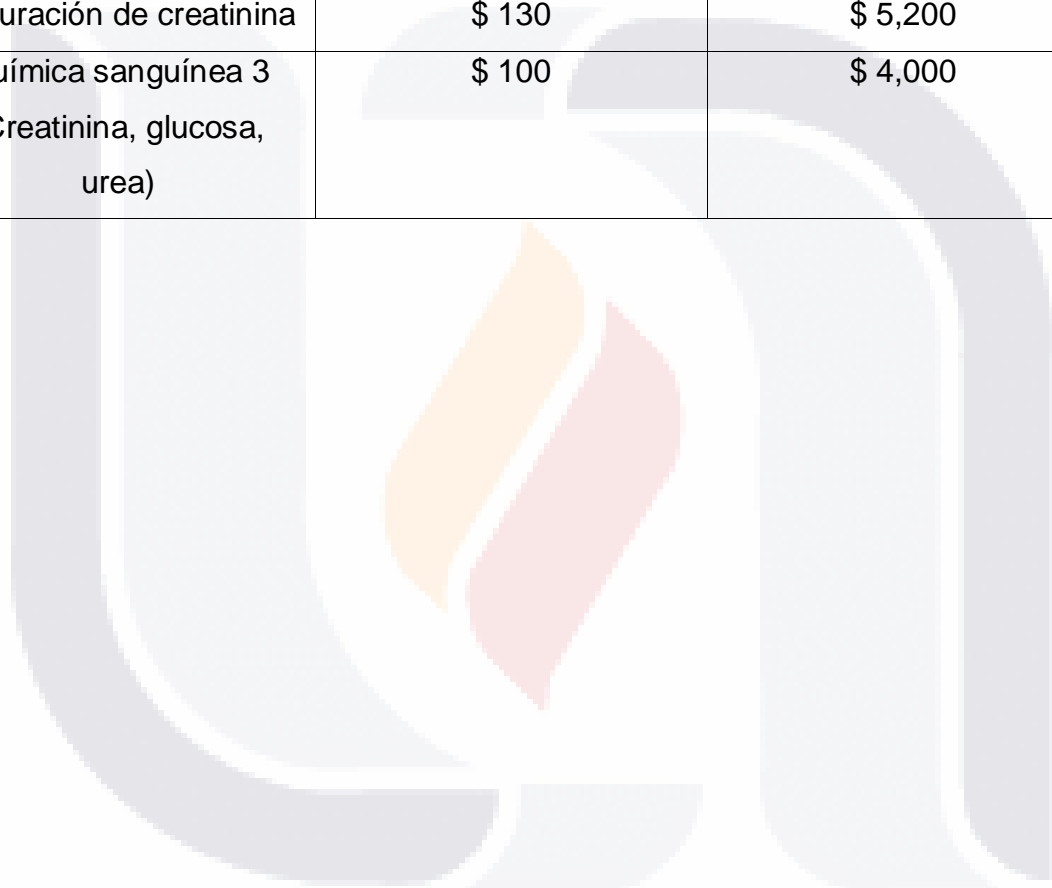 uración de creatinina $ 130 $ 5,200
uímica sanguínea 3 $ 100 $ 4,000
Creatinina, glucosa,
urea)